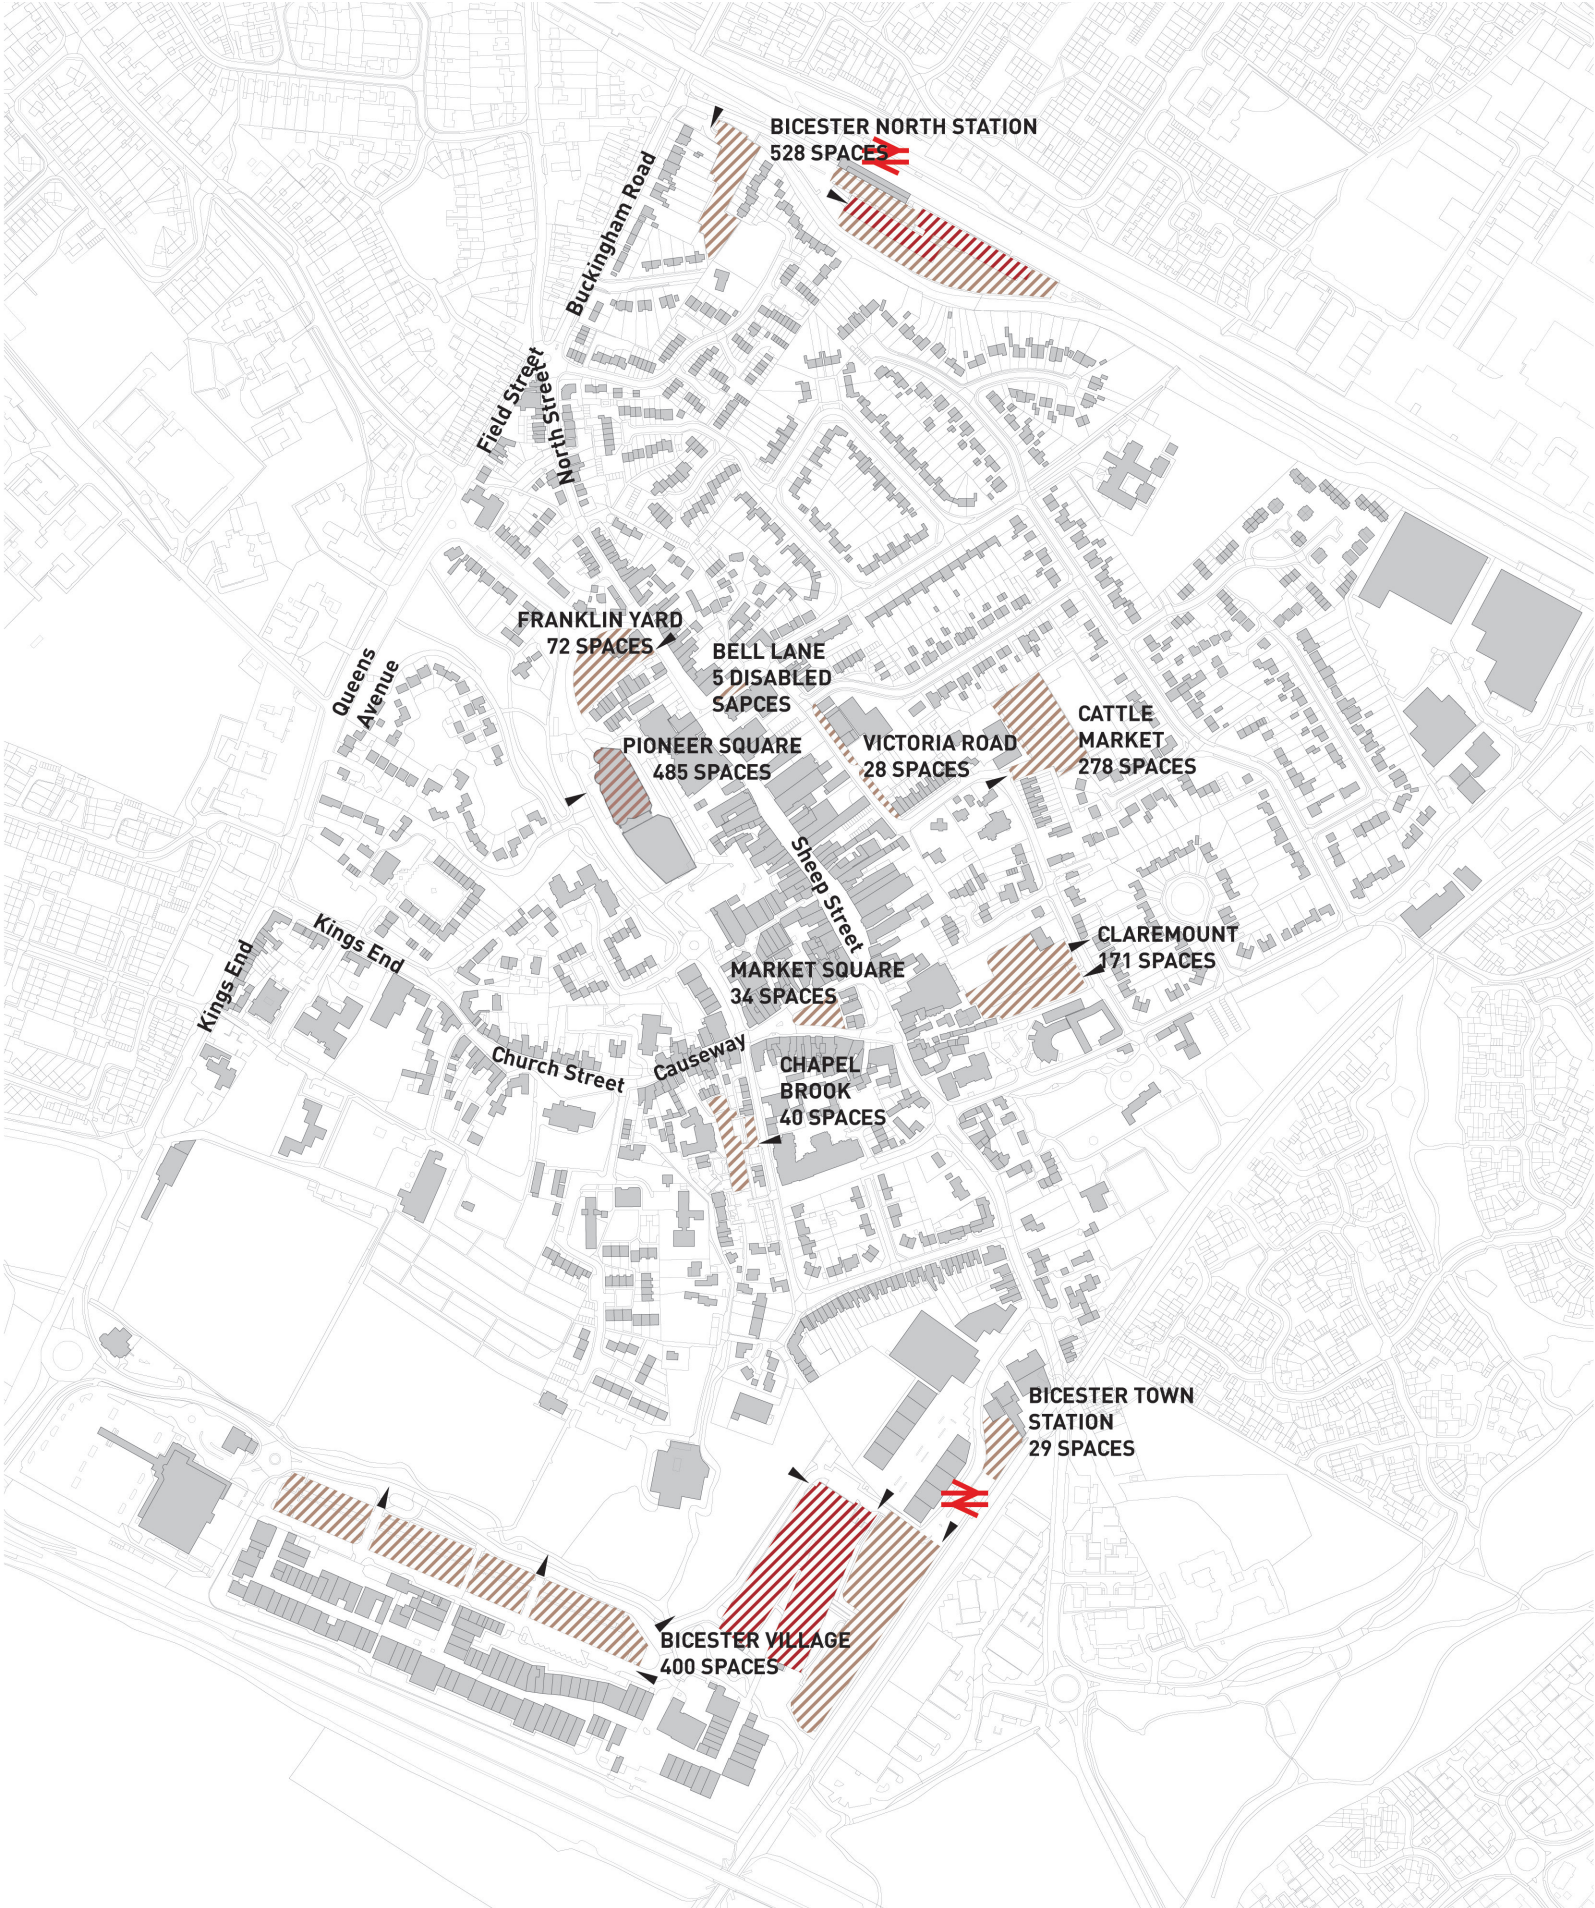 BICESTER NORTH STATION
528 SPACES
Buckingham Road
Field Street
North Street
FRANKLIN YARD
72 SPACES
BELL LANE
5 DISABLED
SAPCES
Queens
Avenue
PIONEER SQUARE
485 SPACES
VICTORIA ROAD
28 SPACES
CATTLE
MARKET
278 SPACES
Sheep Street
Kings End
Kings End
CLAREMOUNT
171 SPACES
MARKET SQUARE
34 SPACES
Church Street
Causeway
CHAPEL
BROOK
40 SPACES
BICESTER TOWN
STATION
29 SPACES
BICESTER VILLAGE
400 SPACES